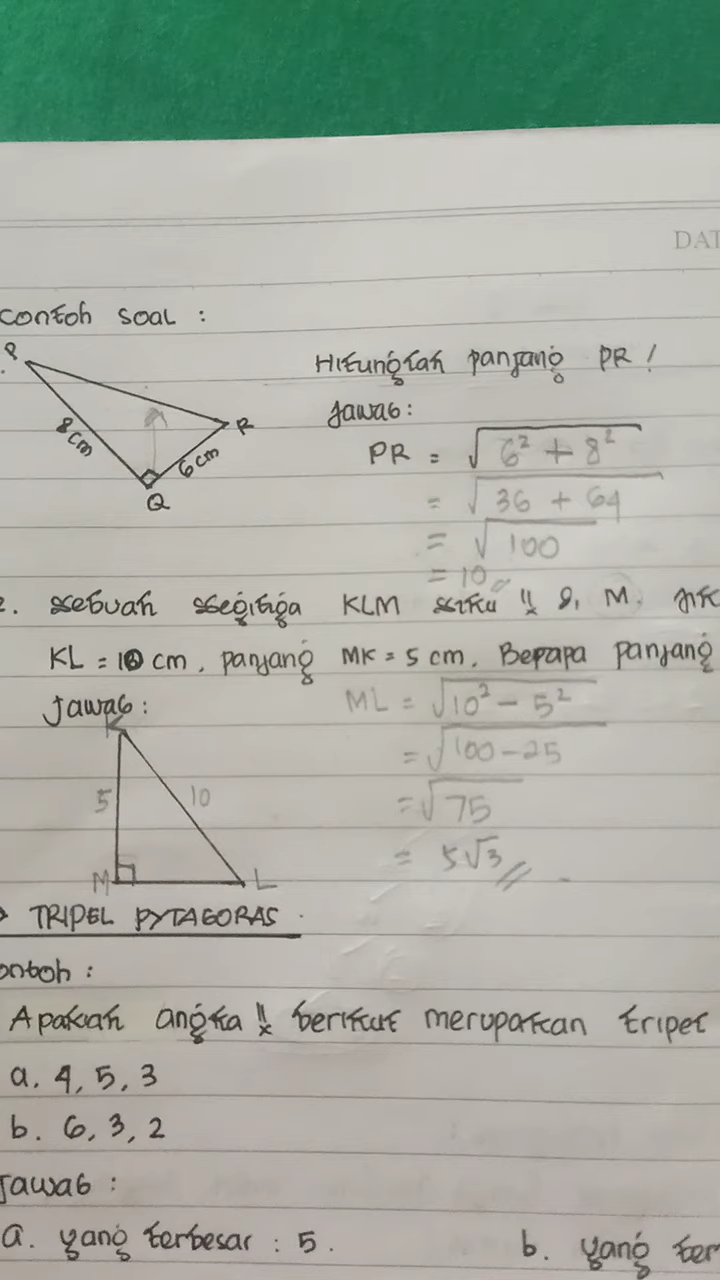 DAT
contoh soal :
Hitunglah panjang PR !
P
8 cm
R
6 cm
Q
Jawab :
PR = √6² + 8²
= √36 + 64
= √100
= 10
2. sebuah segitiga KLM siku" di M. Jik
KL = 10 cm, panjang MK = 5 cm. Berapa panjang
Jawab :
ML = √10² - 5²
= √100 - 25
= √75
= 5√3 //
K
5
10
M
L
> TRIPEL PYTAGORAS
ontoh :
Apakah angka" berikut merupakan tripel
a. 4, 5, 3
b. 6, 3, 2
Jawab :
a. yang terbesar : 5.
b. yang ter